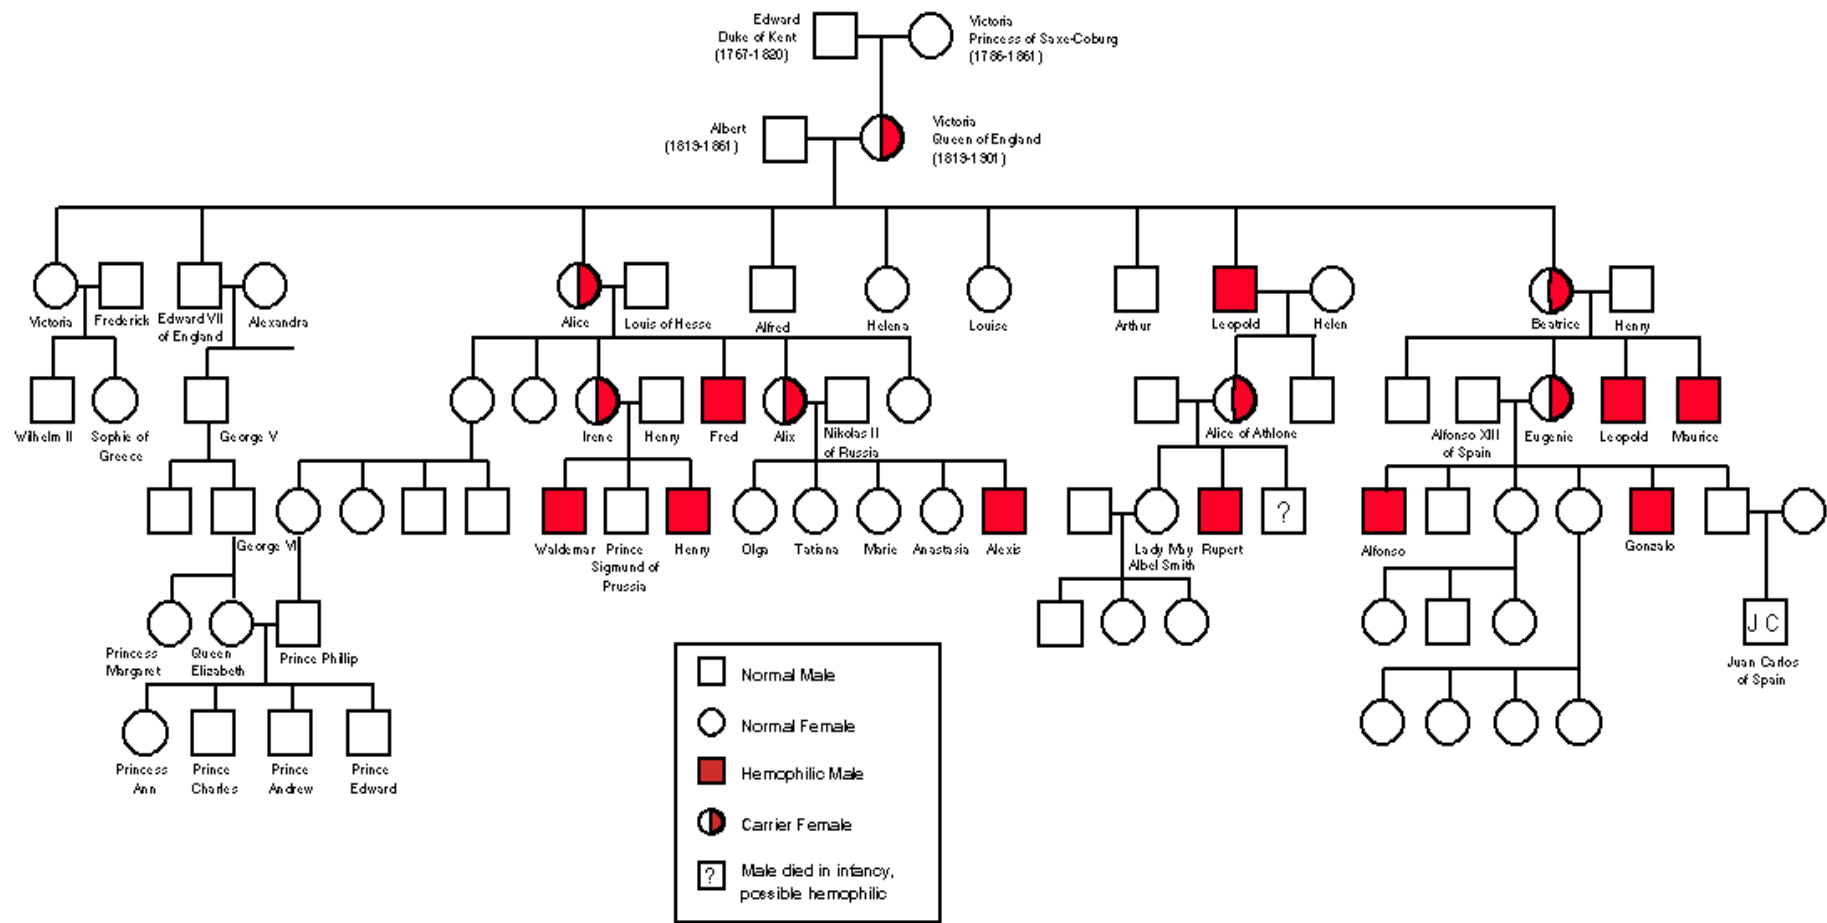 Edward
Duke of Kent
(1767-1820)
Victoria
Princess of Saxe-Coburg
(1786-1861)
Albert
(1819-1861)
Victoria
Queen of England
(1819-1901)
Victoria
Frederick
Edward VII
of England
Alexandra
Alice
Louis of Hesse
Alfred
Helena
Louise
Arthur
Leopold
Helen
Beatrice
Henry
Wilhelm II
Sophie of
Greece
George V
Irene
Henry
Fred
Alix
Nikolas II
of Russia
Alice of Athlone
Alfonso XIII
of Spain
Eugenie
Leopold
Maurice
George VI
Waldemar
Prince
Sigmund of
Prussia
Henry
Olga
Tatiana
Marie
Anastasia
Alexis
Lady May
Albel Smith
Rupert
?
Alfonso
Gonzalo
Princess
Margaret
Queen
Elizabeth
Prince Phillip
J C
Juan Carlos
of Spain
Princess
Ann
Prince
Charles
Prince
Andrew
Prince
Edward
Normal Male
Normal Female
Hemophilic Male
Carrier Female
?
Male died in infancy,
possible hemophilic